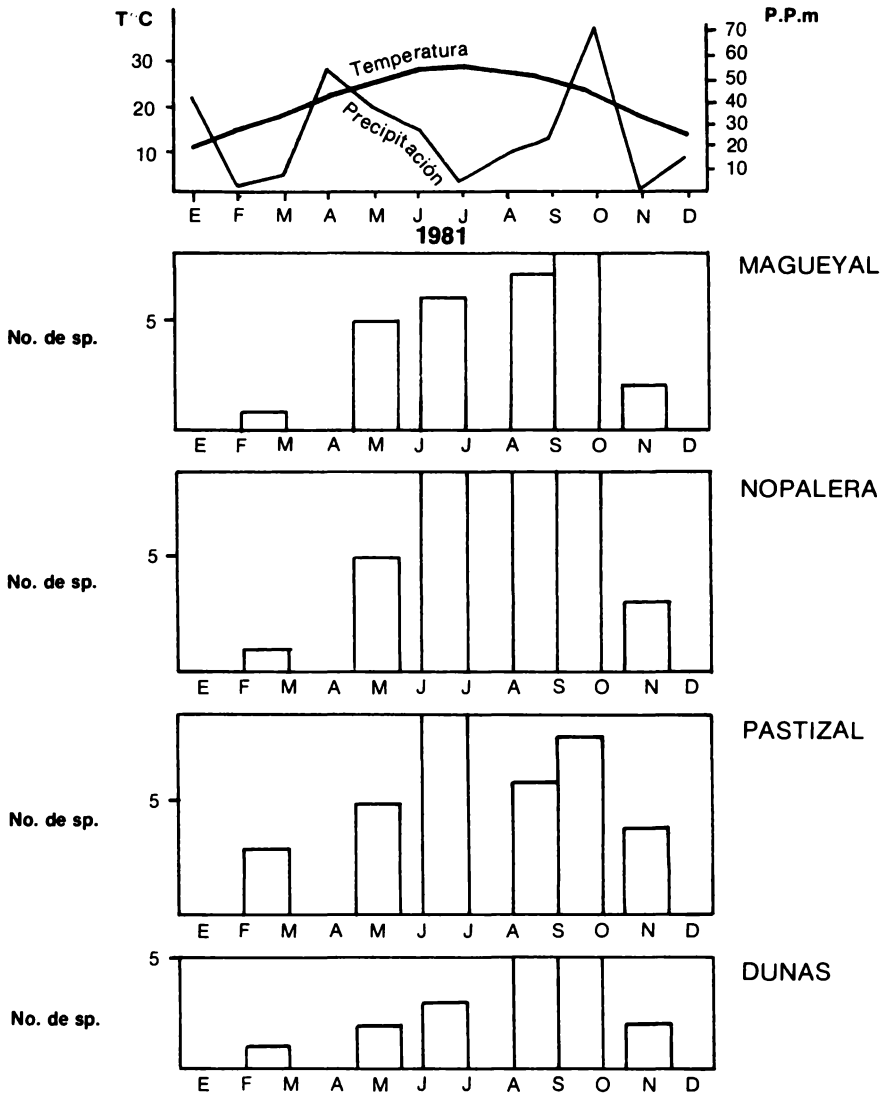 T°C
P.P.m
30
20
10
70
60
50
40
30
20
10
Temperatura
Precipitación
E F M A M J J A S O N D
1981
MAGUEYAL
No. de sp.
5
E F M A M J J A S O N D
NOPALERA
No. de sp.
5
E F M A M J J A S O N D
PASTIZAL
No. de sp.
5
E F M A M J J A S O N D
DUNAS
No. de sp.
5
E F M A M J J A S O N D